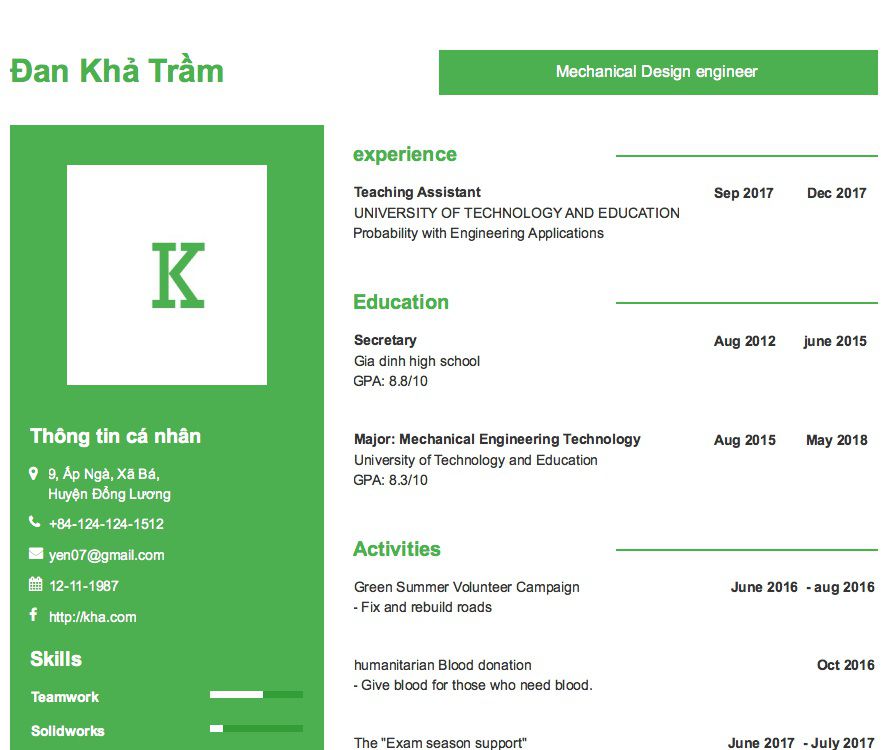 Đan Khả Trầm
Mechanical Design engineer
K
Thông tin cá nhân
9, Ấp Ngà, Xã Bá,
Huyện Đồng Lương
+84-124-124-1512
yen07@gmail.com
12-11-1987
http://kha.com
Skills
Teamwork
Solidworks
experience
Teaching Assistant Sep 2017 Dec 2017
UNIVERSITY OF TECHNOLOGY AND EDUCATION
Probability with Engineering Applications
Education
Secretary Aug 2012 june 2015
Gia dinh high school
GPA: 8.8/10
Major: Mechanical Engineering Technology Aug 2015 May 2018
University of Technology and Education
GPA: 8.3/10
Activities
Green Summer Volunteer Campaign June 2016 - aug 2016
- Fix and rebuild roads
humanitarian Blood donation Oct 2016
- Give blood for those who need blood.
The "Exam season support" June 2017 - July 2017